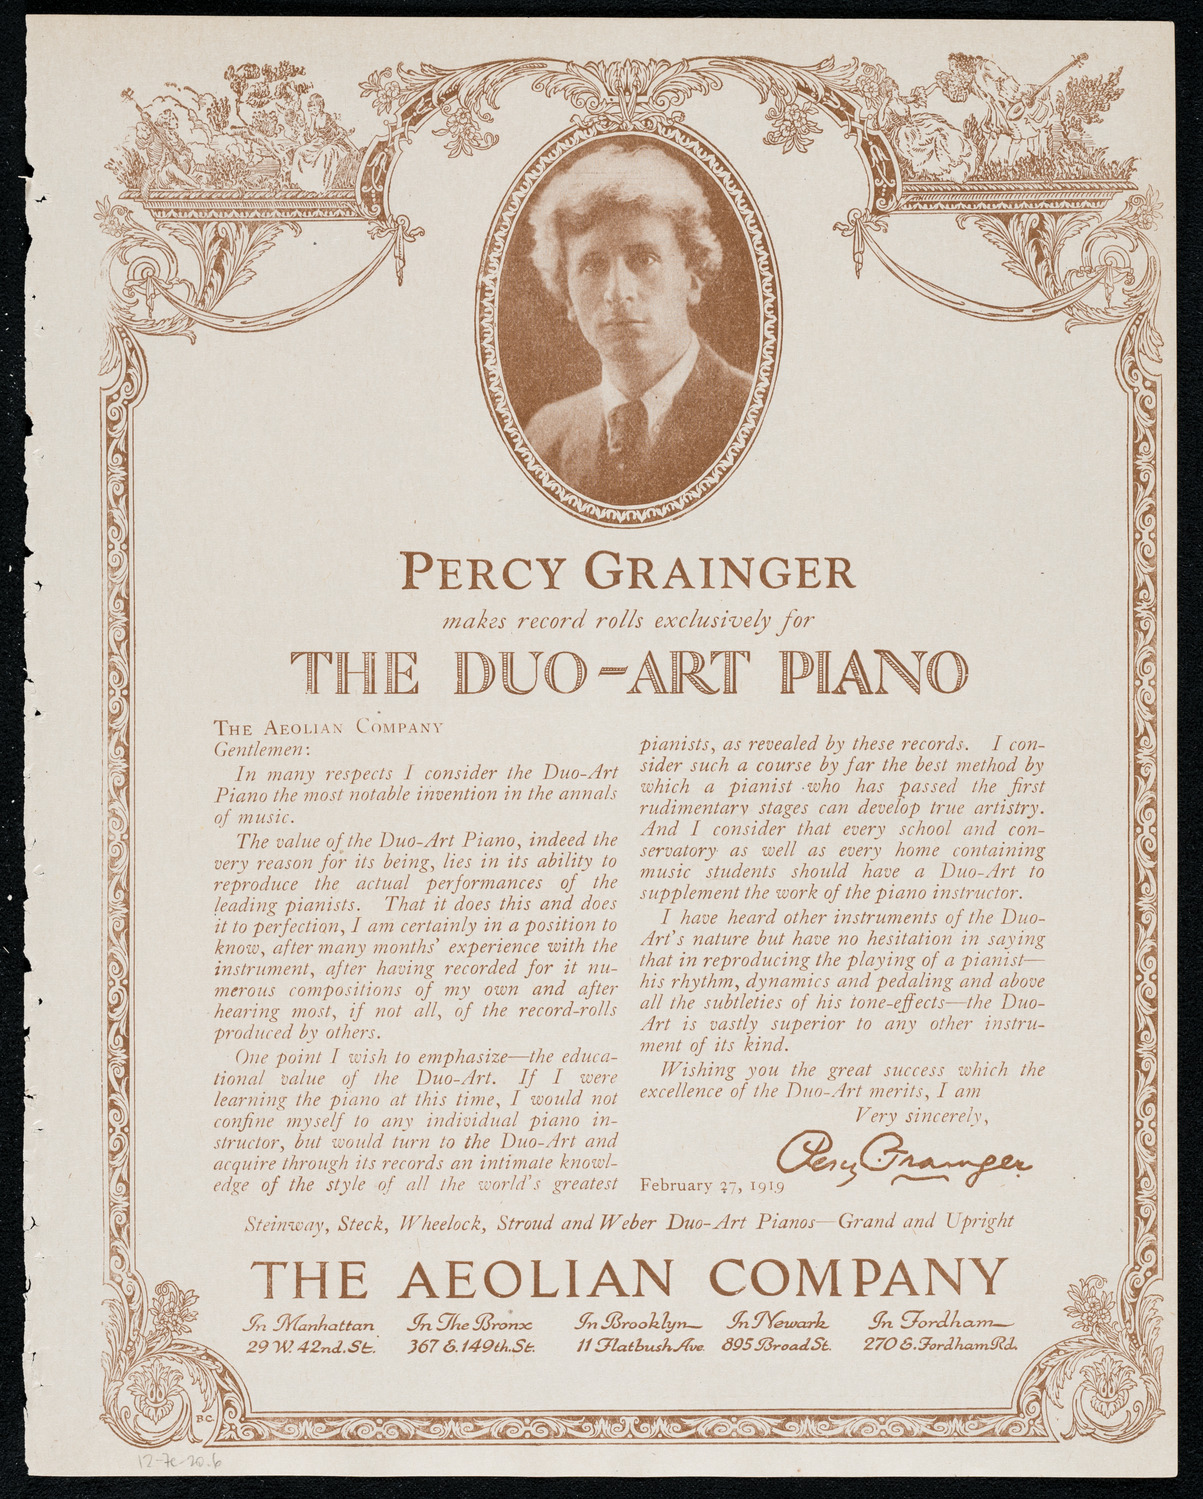 PERCY GRAINGER
makes record rolls exclusively for
THE DUO-ART PIANO
THE AEOLIAN COMPANY
Gentlemen:
In many respects I consider the Duo-Art
Piano the most notable invention in the annals
of music.
The value of the Duo-Art Piano, indeed the
very reason for its being, lies in its ability to
reproduce the actual performances of the
leading pianists. That it does this and does
it to perfection, I am certainly in a position to
know, after many months' experience with the
instrument, after having recorded for it nu-
merous compositions of my own and after
hearing most, if not all, of the record-rolls
produced by others.
One point I wish to emphasize—the educa-
tional value of the Duo-Art. If I were
learning the piano at this time, I would not
confine myself to any individual piano in-
structor, but would turn to the Duo-Art and
acquire through its records an intimate knowl-
edge of the style of all the world's greatest
pianists, as revealed by these records. I con-
sider such a course by far the best method by
which a pianist who has passed the first
rudimentary stages can develop true artistry.
And I consider that every school and con-
servatory as well as every home containing
music students should have a Duo-Art to
supplement the work of the piano instructor.
I have heard other instruments of the Duo-
Art's nature but have no hesitation in saying
that in reproducing the playing of a pianist—
his rhythm, dynamics and pedaling and above
all the subtleties of his tone-effects—the Duo-
Art is vastly superior to any other instru-
ment of its kind.
Wishing you the great success which the
excellence of the Duo-Art merits, I am
Very sincerely,
Percy Grainger
February 27, 1919
Steinway, Steck, Wheelock, Stroud and Weber Duo-Art Pianos—Grand and Upright
THE AEOLIAN COMPANY
In Manhattan In The Bronx In Brooklyn In Newark In Fordham
29 W. 42nd. St. 367 E. 149th. St. 11 Flatbush Ave. 895 Broad St. 270 E. Fordham Rd.
B.C.